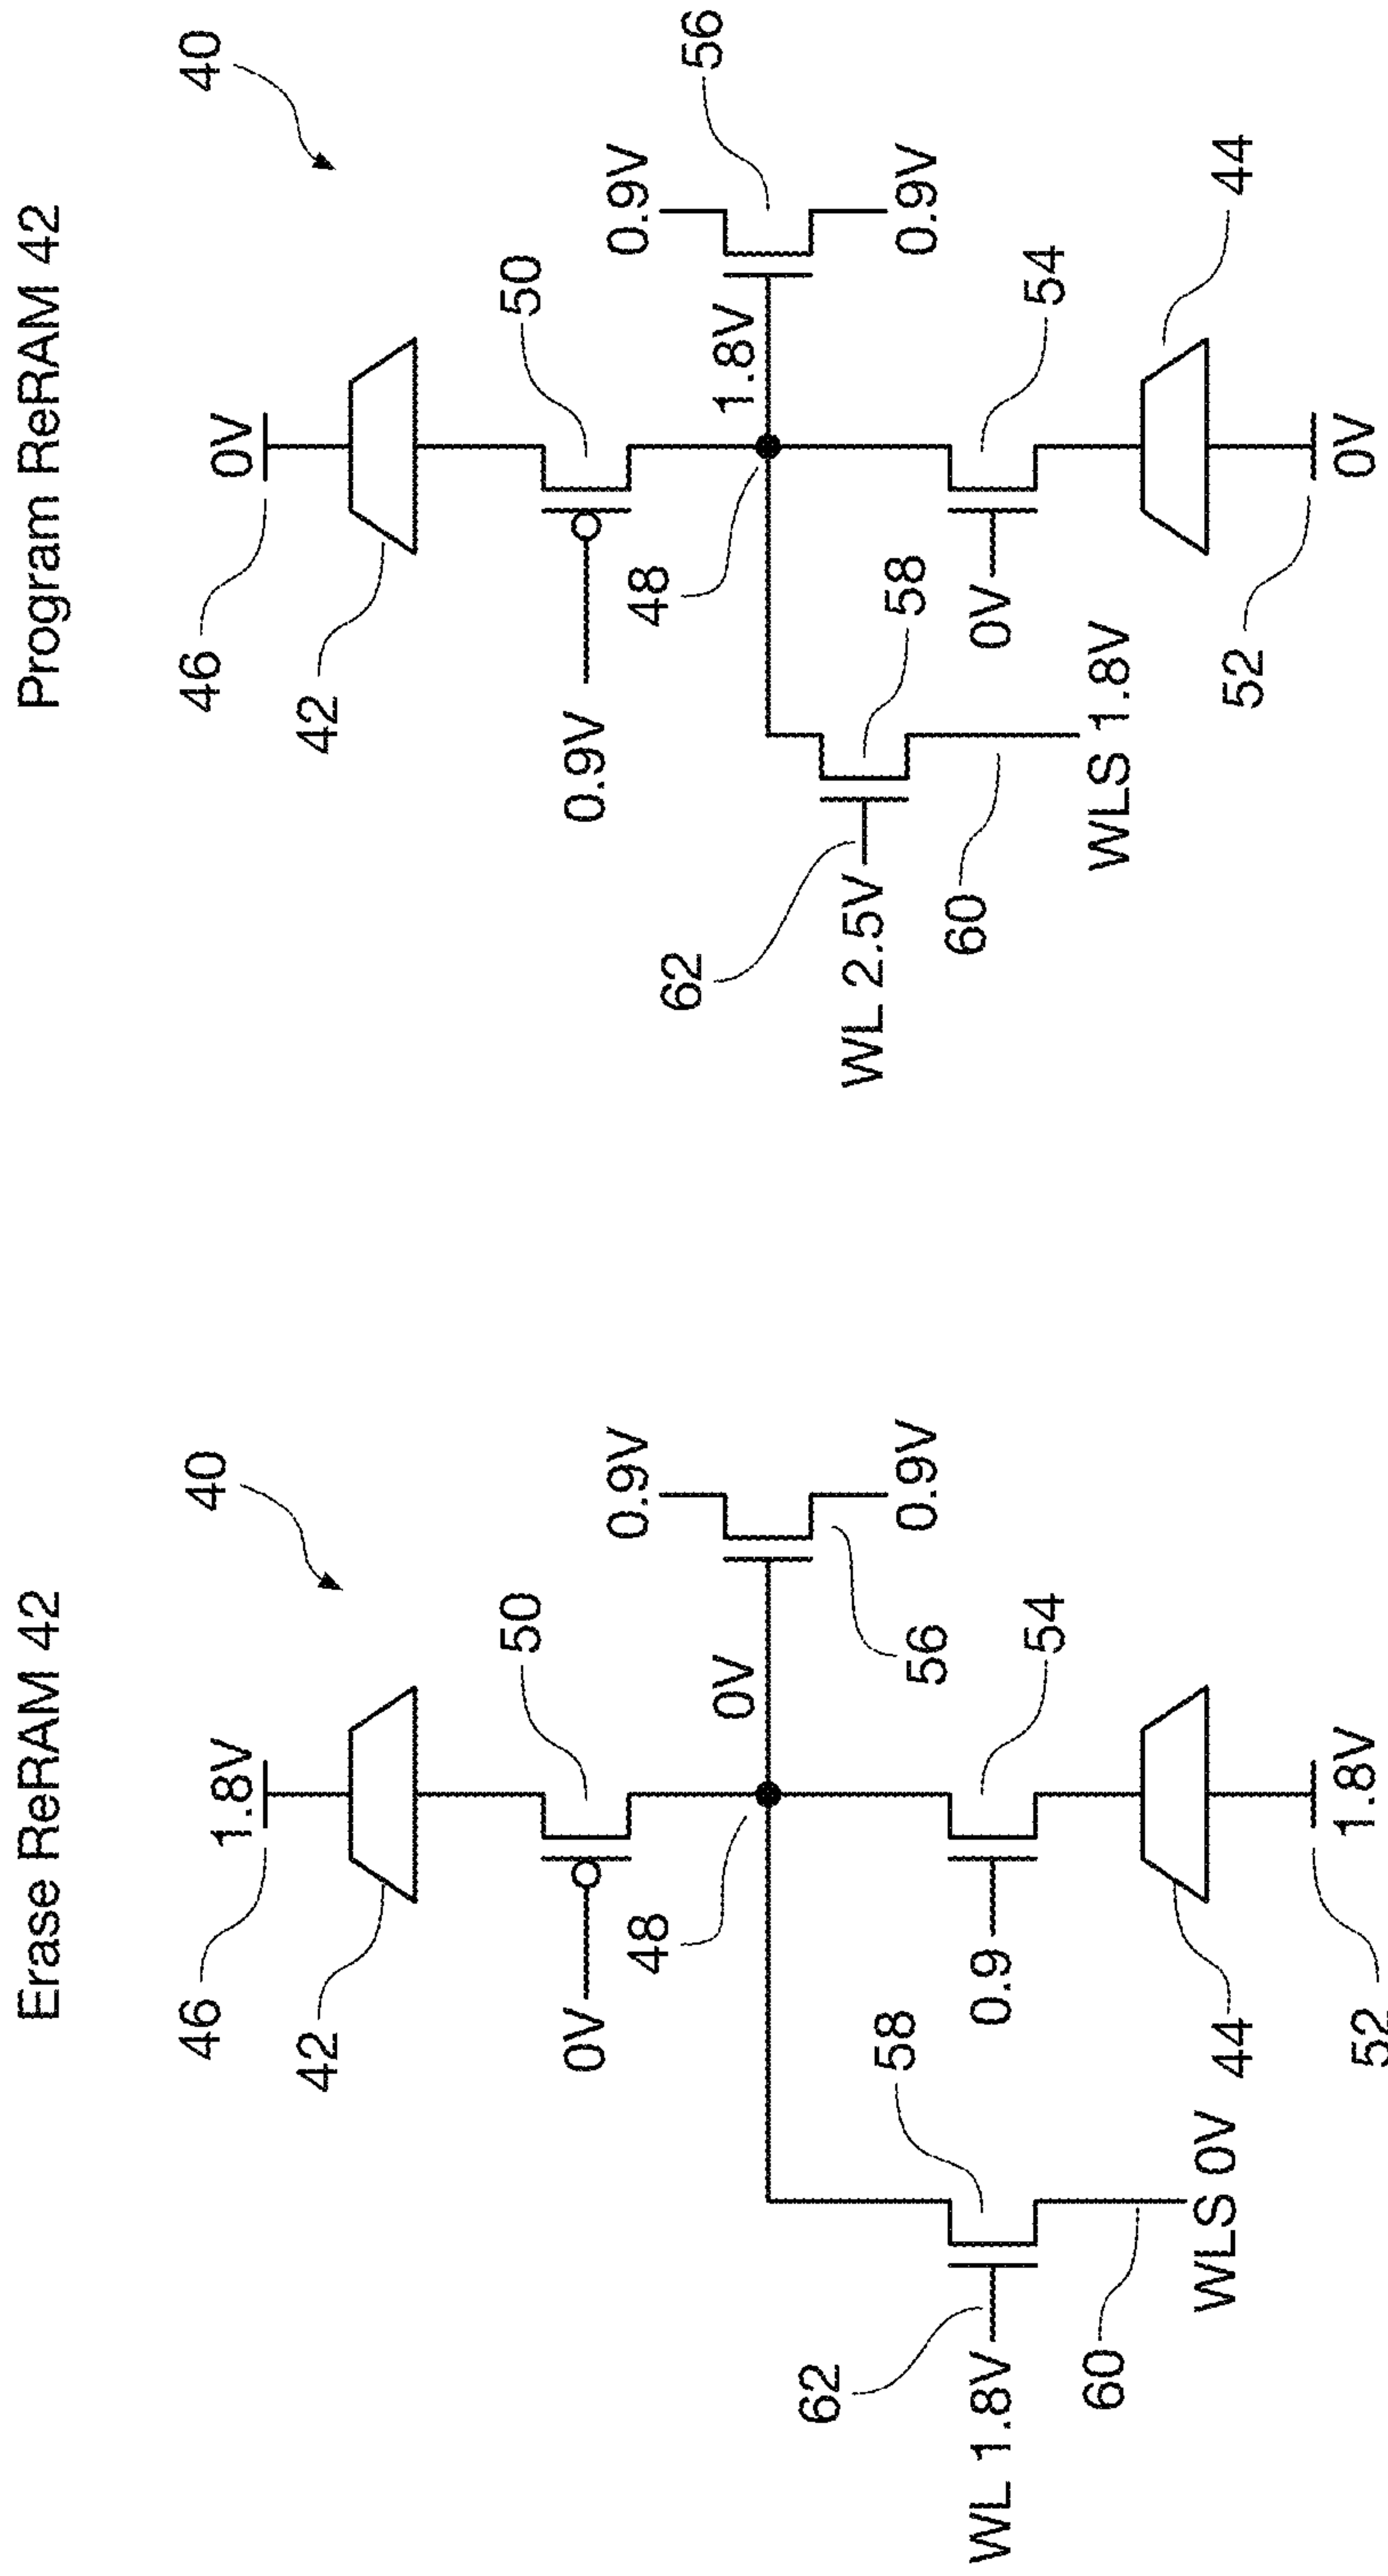 Erase ReRAM 42
40
46
1.8V
42
50
0V
0.9V
48
0V
56
0.9V
58
54
0.9
62
WL 1.8V
60
44
WLS 0V
52
1.8V
Program ReRAM 42
40
46
0V
42
50
56
0.9V
0.9V
48
1.8V
0.9V
58
54
62
0V
WL 2.5V
60
44
WLS 1.8V
52
0V